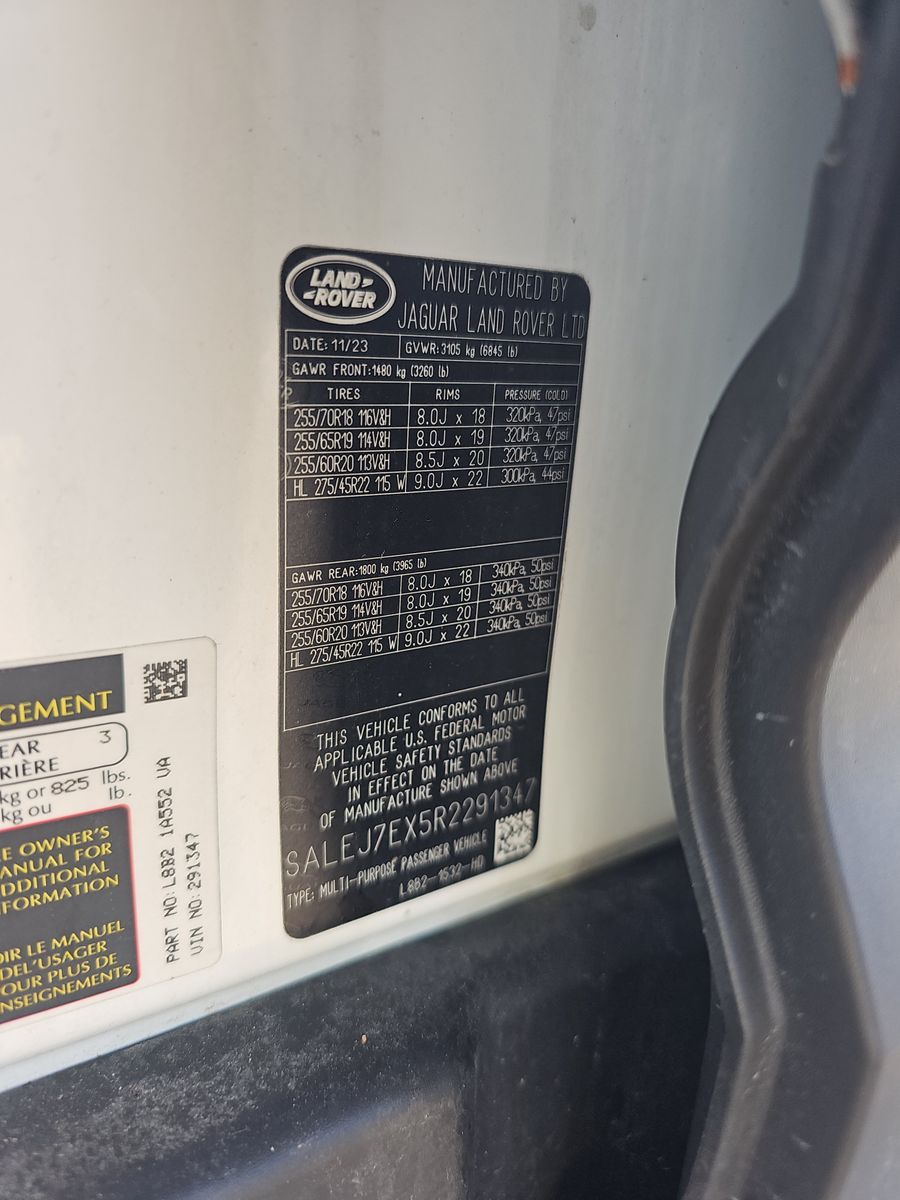 LAND ROVER
MANUFACTURED BY
JAGUAR LAND ROVER LTD
DATE: 11/23 GVWR:3105 kg (6845 lb)
GAWR FRONT:1480 kg (3260 lb)
TIRES RIMS PRESSURE (COLD)
255/70R18 116V&H 8.0J x 18 320kPa, 47psi
255/65R19 114V&H 8.0J x 19 320kPa, 47psi
255/60R20 113V&H 8.5J x 20 320kPa, 47psi
HL 275/45R22 115 W 9.0J x 22 300kPa, 44psi
GAWR REAR:1800 kg (3965 lb)
255/70R18 116V&H 8.0J x 18 340kPa, 50psi
255/65R19 114V&H 8.0J x 19 340kPa, 50psi
255/60R20 113V&H 8.5J x 20 340kPa, 50psi
HL 275/45R22 115 W 9.0J x 22 340kPa, 50psi
THIS VEHICLE CONFORMS TO ALL
APPLICABLE U.S. FEDERAL MOTOR
VEHICLE SAFETY STANDARDS
IN EFFECT ON THE DATE
OF MANUFACTURE SHOWN ABOVE
SALEJ7EX5R2291347
TYPE: MULTI-PURPOSE PASSENGER VEHICLE
L8B2-1532-HD
GEMENT
EAR 3
RIÈRE
kg or 825 lbs.
kg ou lb.
E OWNER'S
ANUAL FOR
DDITIONAL
FORMATION
OIR LE MANUEL
DEL'USAGER
OUR PLUS DE
NSEIGNEMENTS
PART NO:L8B2 1A552 VA
VIN NO:291347